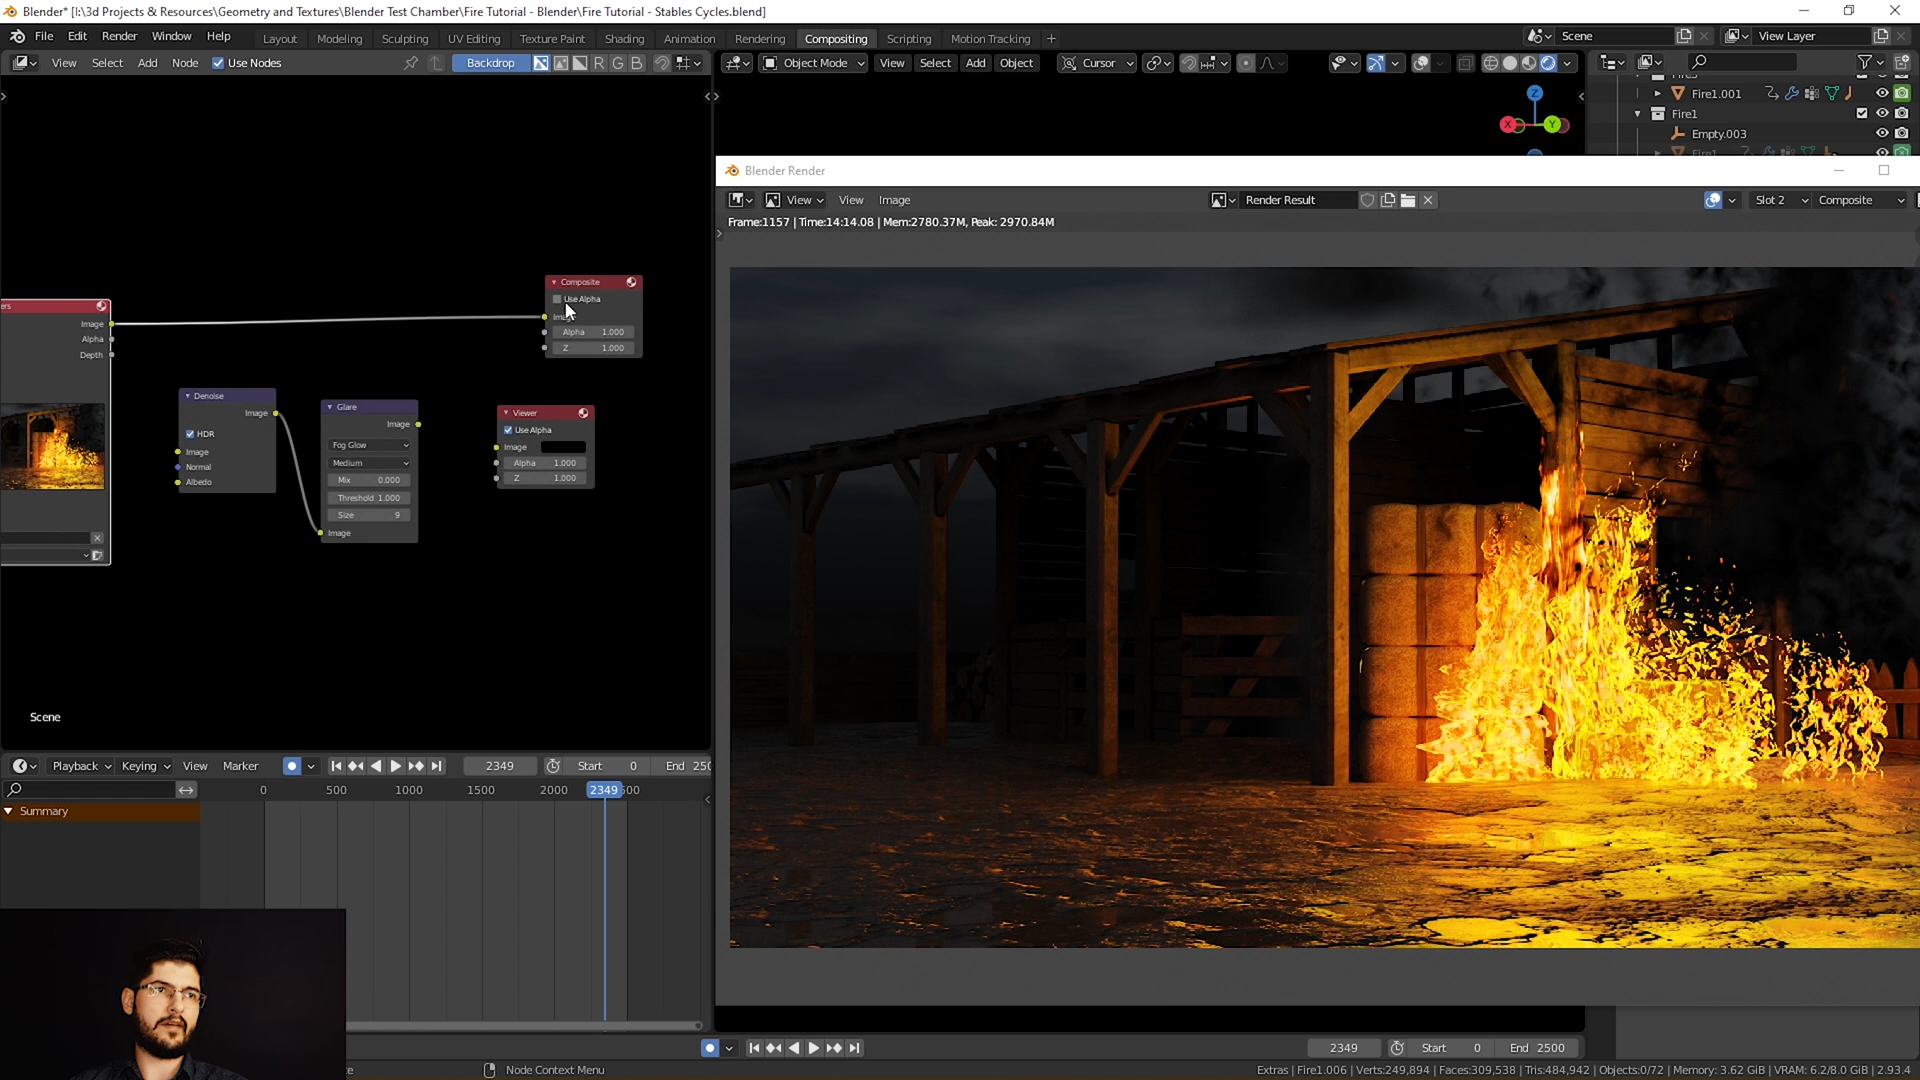 Blender* [I:\3d Projects & Resources\Geometry and Textures\Blender Test Chamber\Fire Tutorial - Blender\Fire Tutorial - Stables Cycles.blend]
File Edit Render Window Help Layout Modeling Sculpting UV Editing Texture Paint Shading Animation Rendering Compositing Scripting Motion Tracking + Scene View Layer
View Select Add Node Use Nodes Backdrop R G B Object Mode View Select Add Object Cursor
Fire1.001
Fire1
Empty.003
Fire1
Z
X Y
Blender Render
View View Image Render Result Slot 2 Composite
Frame:1157 | Time:14:14.08 | Mem:2780.37M, Peak: 2970.84M
ers
Image
Alpha
Depth
Composite
Use Alpha
Alpha 1.000
Z 1.000
Denoise
Image
HDR
Image
Normal
Albedo
Glare
Image
Fog Glow
Medium
Mix 0.000
Threshold 1.000
Size 9
Image
Viewer
Use Alpha
Image
Alpha 1.000
Z 1.000
Scene
Playback Keying View Marker 2349 Start 0 End 250
0 500 1000 1500 2000 2349 00
Summary
2349 Start 0 End 2500
Node Context Menu
Extras | Fire1.006 | Verts:249,894 | Faces:309,538 | Tris:484,942 | Objects:0/72 | Memory: 3.62 GiB | VRAM: 6.2/8.0 GiB | 2.93.4